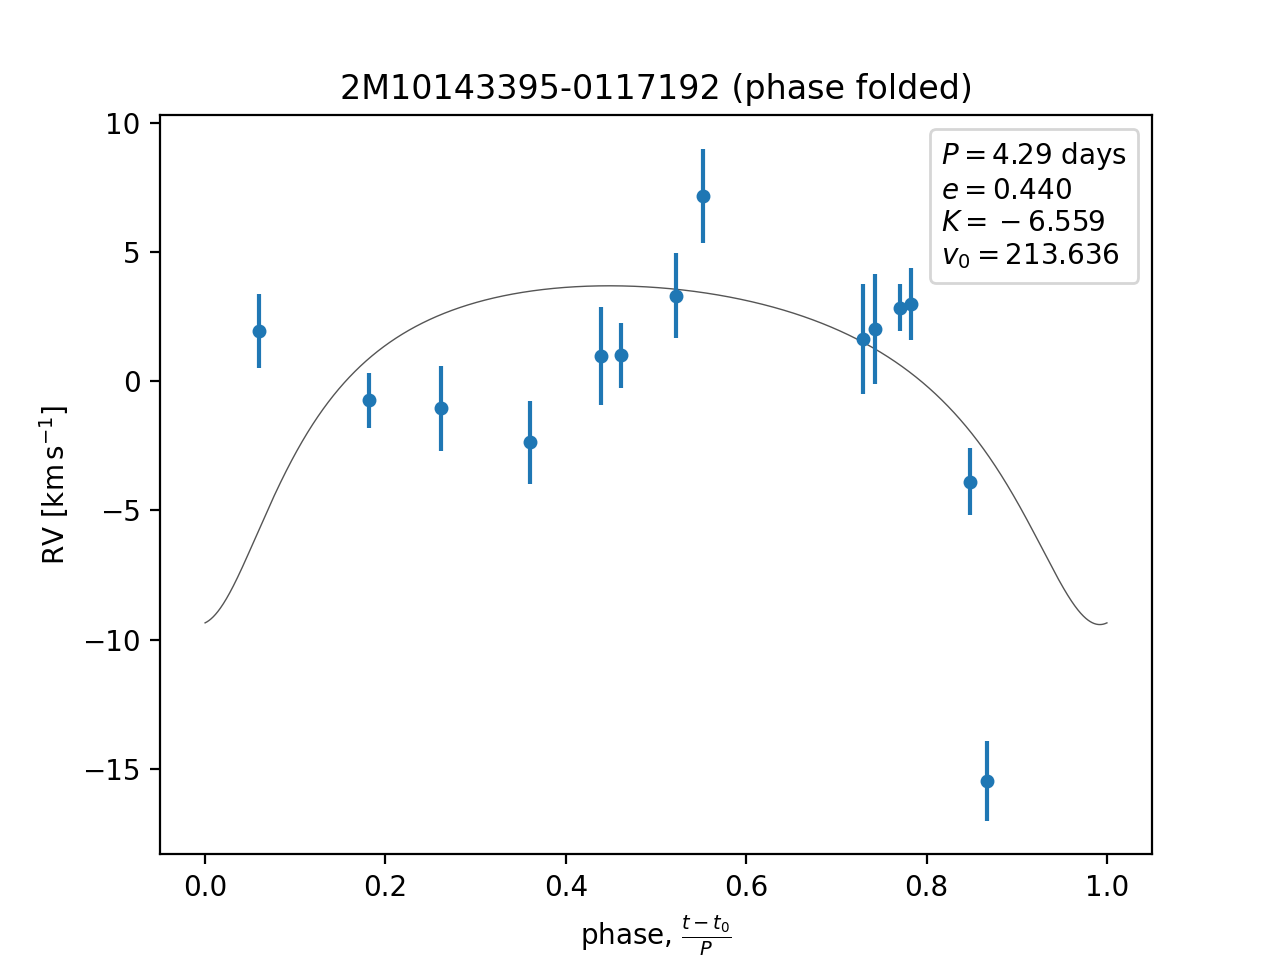 2M10143395-0117192 (phase folded)
10
5
0
−5
−10
−15
RV [km s⁻¹]
P = 4.29 days
e = 0.440
K = −6.559
v₀ = 213.636
0.0 0.2 0.4 0.6 0.8 1.0
phase, (t − t₀)/P